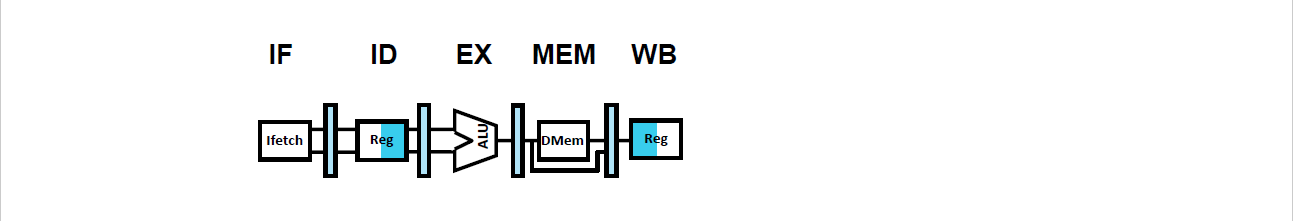 IF ID EX MEM WB
Ifetch Reg ALU DMem Reg